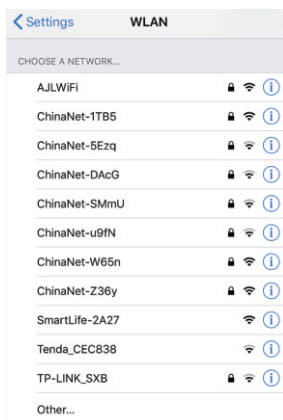 Settings WLAN
CHOOSE A NETWORK...
AJLWiFi
ChinaNet-1TB5
ChinaNet-5Ezq
ChinaNet-DAcG
ChinaNet-SMmU
ChinaNet-u9fN
ChinaNet-W65n
ChinaNet-Z36y
SmartLife-2A27
Tenda_CEC838
TP-LINK_SXB
Other...